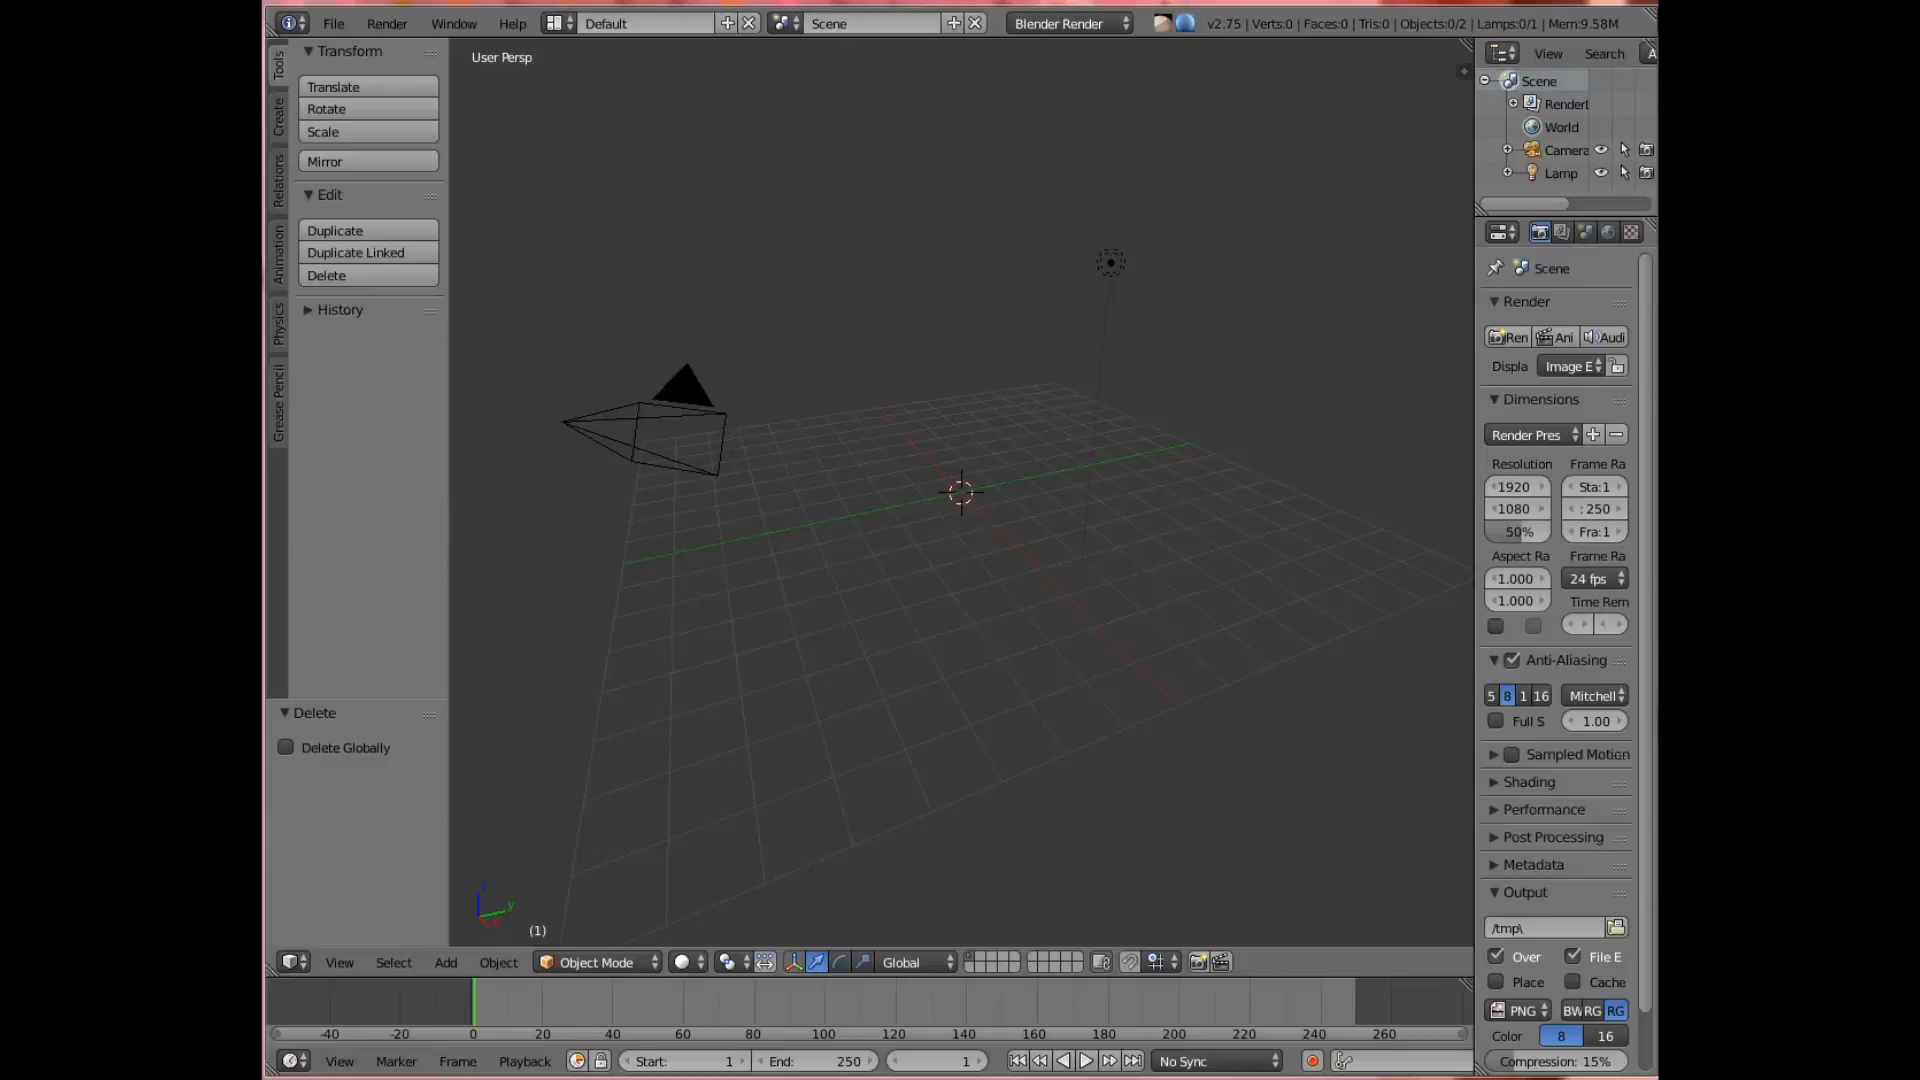 File Render Window Help Default Scene Blender Render v2.75 | Verts:0 | Faces:0 | Tris:0 | Objects:0/2 | Lamps:0/1 | Mem:9.58M
Tools
Create
Relations
Animation
Physics
Grease Pencil
Transform
Translate
Rotate
Scale
Mirror
Edit
Duplicate
Duplicate Linked
Delete
History
Delete
Delete Globally
User Persp
z
y
(1)
View Select Add Object Object Mode Global
-40 -20 0 20 40 60 80 100 120 140 160 180 200 220 240 260
View Marker Frame Playback Start: 1 End: 250 1 No Sync
View Search A
Scene
RenderL
World
Camera
Lamp
Scene
Render
Ren Ani Audi
Displa Image E
Dimensions
Render Pres
Resolution Frame Ra
1920 Sta:1
1080 : 250
50% Fra:1
Aspect Ra Frame Ra
1.000 24 fps
1.000 Time Rem
Anti-Aliasing
5 8 1 16 Mitchell
Full S 1.00
Sampled Motion
Shading
Performance
Post Processing
Metadata
Output
/tmp\
Over File E
Place Cache
PNG BW RG RG
Color 8 16
Compression: 15%